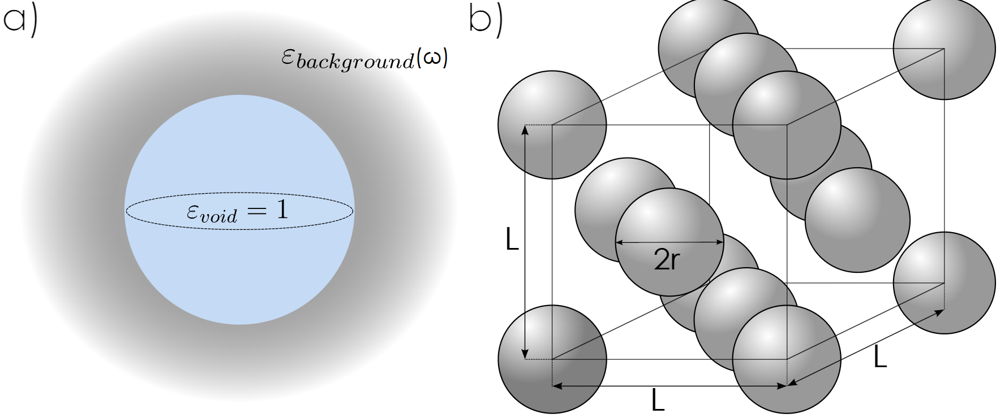 a)
ε_background(ω)
ε_void = 1
b)
L
2r
L
L